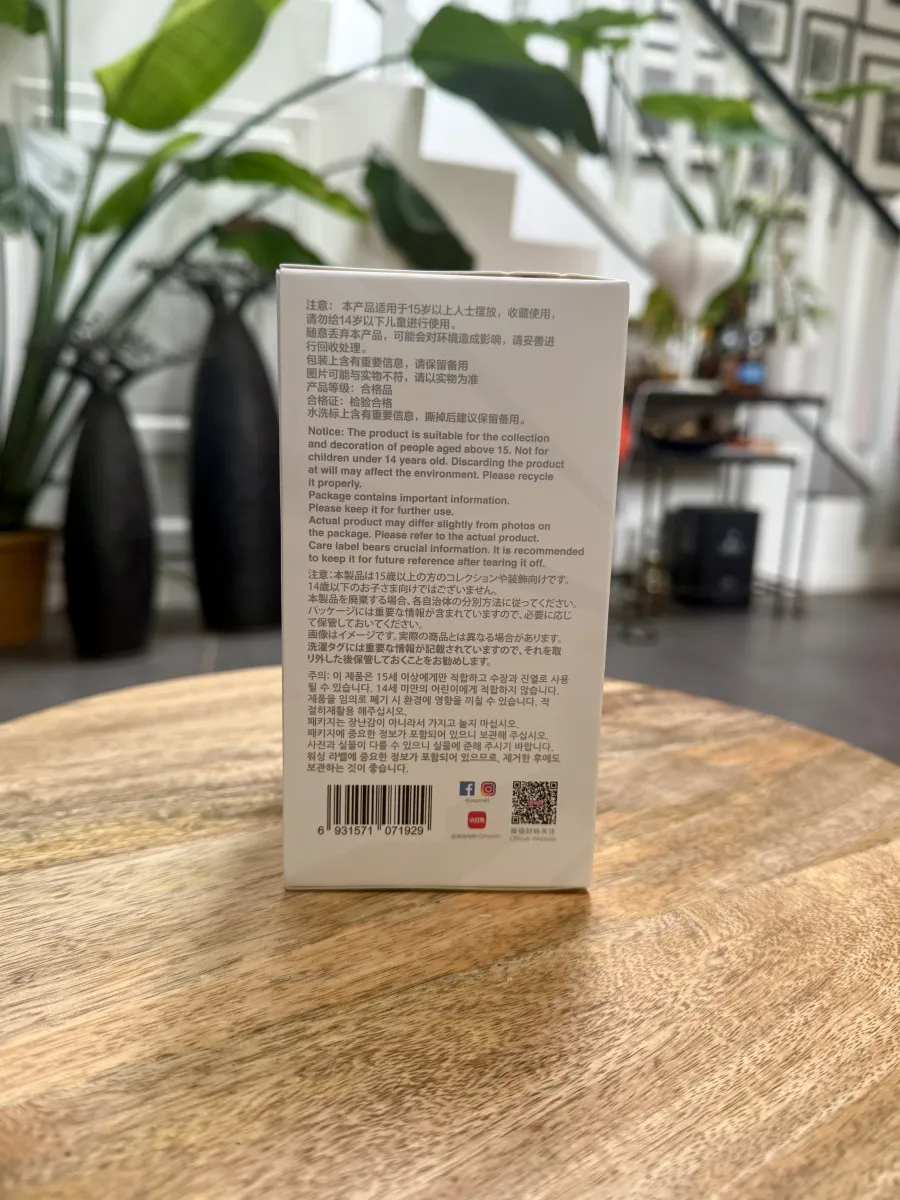 注意： 本产品适用于15岁以上人士摆放，收藏使用，
请勿给14岁以下儿童进行使用。
随意丢弃本产品，可能会对环境造成影响，请妥善进
行回收处理。
包装上含有重要信息，请保留备用
图片可能与实物不符，请以实物为准
产品等级：合格品
合格证：检验合格
水洗标上含有重要信息，撕掉后建议保留备用。
Notice: The product is suitable for the collection
and decoration of people aged above 15. Not for
children under 14 years old. Discarding the product
at will may affect the environment. Please recycle
it properly.
Package contains important information.
Please keep it for further use.
Actual product may differ slightly from photos on
the package. Please refer to the actual product.
Care label bears crucial information. It is recommended
to keep it for future reference after tearing it off.
注意：本製品は15歳以上の方のコレクションや装飾向けです。
14歳以下のお子さま向けではございません。
本製品を廃棄する場合、各自治体の分別方法に従ってください。
パッケージには重要な情報が含まれていますので、必要に応じ
て保管しておいてください。
画像はイメージです。実際の商品とは異なる場合があります。
洗濯タグには重要な情報が記載されていますので、それを取
り外した後保管しておくことをお勧めします。
주의: 이 제품은 15세 이상에게만 적합하고 수장과 진열로 사용
될 수 있습니다. 14세 미만의 어린이에게 적합하지 않습니다.
제품을 임의로 폐기 시 환경에 영향을 끼칠 수 있습니다. 적
절히재활용 해주십시오.
패키지는 장난감이 아니라서 가지고 놀지 마십시오.
패키지에 중요한 정보가 포함되어 있으니 보관해 주십시오.
사진과 실물이 다를 수 있으니 실물에 준해 주시기 바랍니다.
워싱 라벨에 중요한 정보가 포함되어 있으므로, 제거한 후에도
보관하는 것이 좋습니다.
6 931571 071929
小红书
Official Website